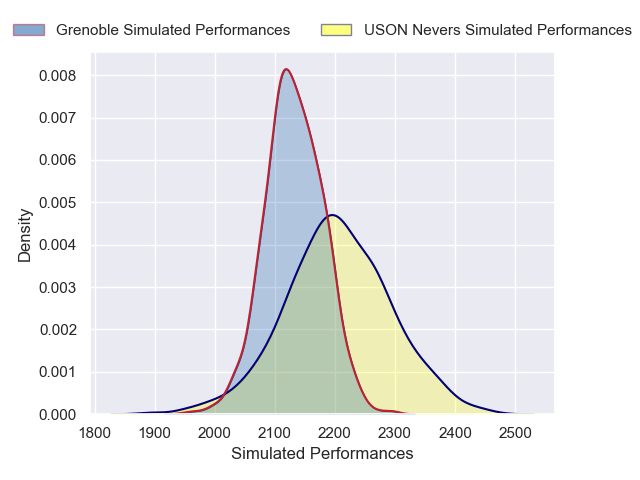 Grenoble Simulated Performances USON Nevers Simulated Performances
0.008
0.007
0.006
0.005
0.004
0.003
0.002
0.001
0.000
Density
1800 1900 2000 2100 2200 2300 2400 2500
Simulated Performances